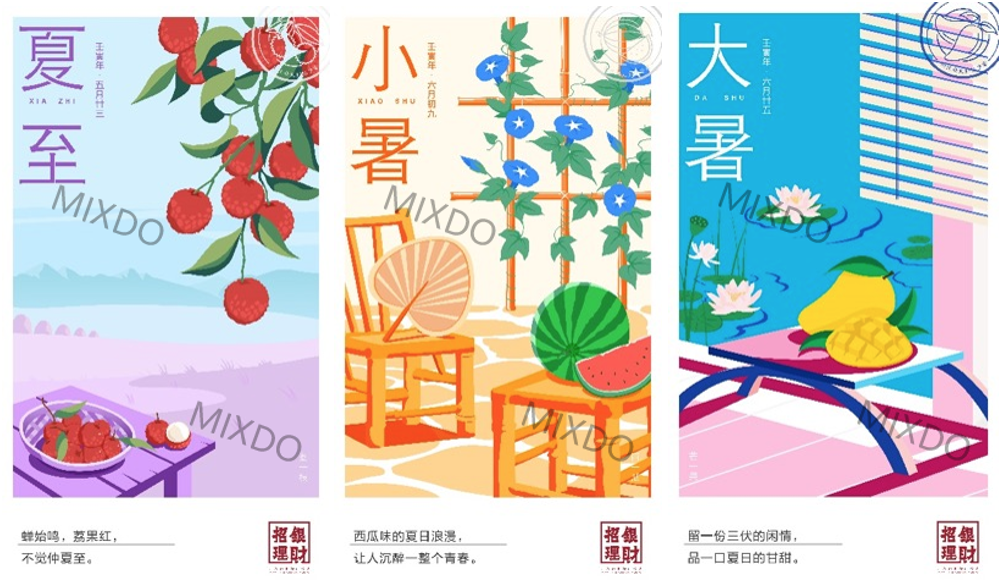 夏至
XIA ZHI
壬寅年·五月廿三
MIXDO
MIXDO
蝉始鸣，荔果红，
不觉仲夏至。
招银理财
小暑
XIAO SHU
壬寅年·六月初九
MIXDO
MIXDO
西瓜味的夏日浪漫，
让人沉醉一整个青春。
招银理财
大暑
DA SHU
壬寅年·六月廿五
MIXDO
MIXDO
留一份三伏的闲情，
品一口夏日的甘甜。
招银理财